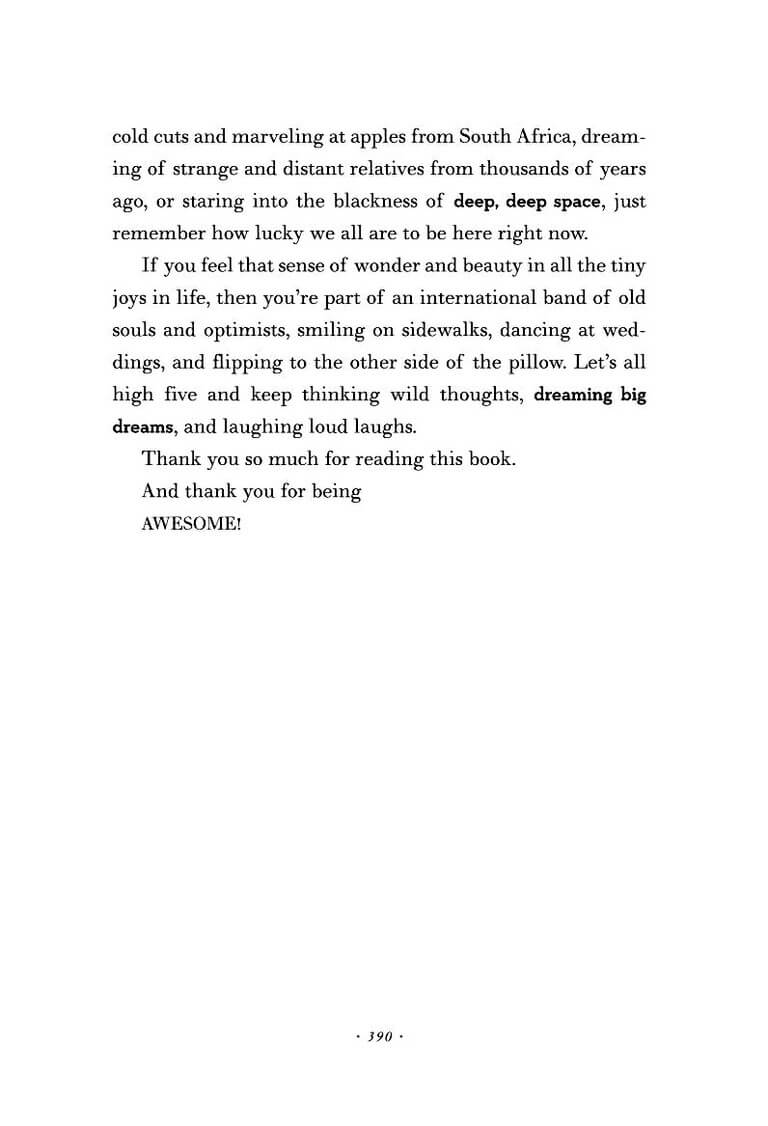 cold cuts and marveling at apples from South Africa, dream-
ing of strange and distant relatives from thousands of years
ago, or staring into the blackness of deep, deep space, just
remember how lucky we all are to be here right now.
If you feel that sense of wonder and beauty in all the tiny
joys in life, then you’re part of an international band of old
souls and optimists, smiling on sidewalks, dancing at wed-
dings, and flipping to the other side of the pillow. Let’s all
high five and keep thinking wild thoughts, dreaming big
dreams, and laughing loud laughs.
Thank you so much for reading this book.
And thank you for being
AWESOME!
· 390 ·